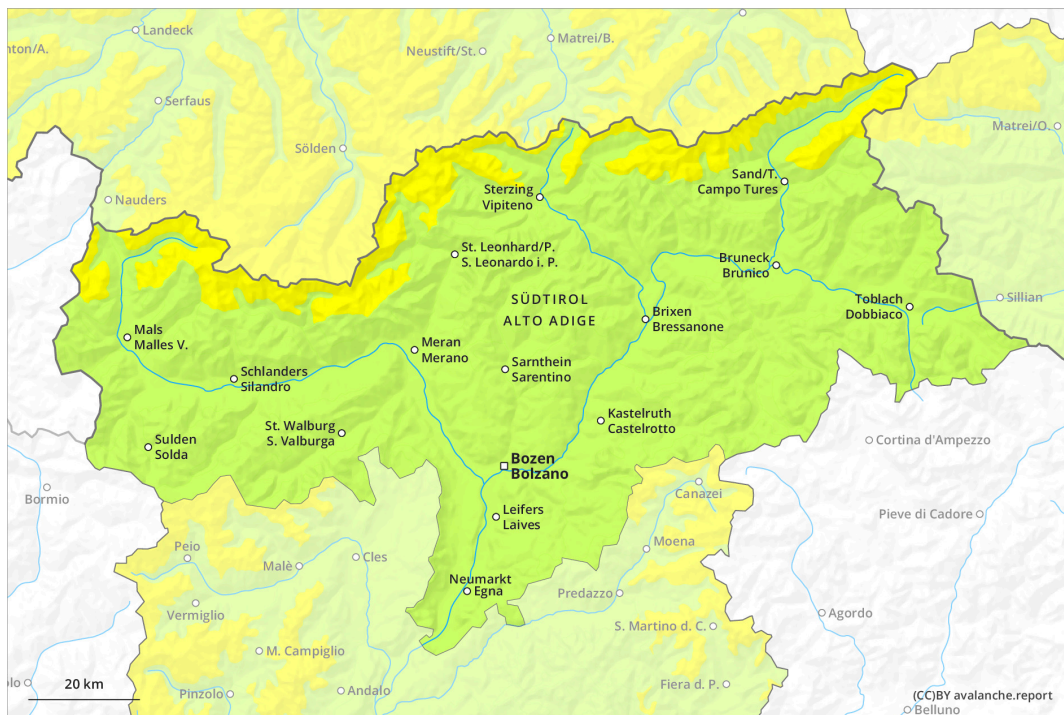 Landeck
nton/A.
Neustift/St.
Matrei/B.
Serfaus
Matrei/O.
Sölden
Sand/T.
Campo Tures
Sterzing
Vipiteno
Nauders
St. Leonhard/P.
S. Leonardo i. P.
Bruneck
Brunico
SÜDTIROL
ALTO ADIGE
Toblach
Dobbiaco
Sillian
Brixen
Bressanone
Mals
Malles V.
Meran
Merano
Sarnthein
Sarentino
Schlanders
Silandro
Kastelruth
Castelrotto
St. Walburg
S. Valburga
Sulden
Solda
Cortina d'Ampezzo
Bozen
Bolzano
Bormio
Canazei
Leifers
Laives
Pieve di Cadore
Moena
Peio
Cles
Malè
Neumarkt
Egna
Predazzo
Vermiglio
Agordo
S. Martino d. C.
M. Campiglio
olo
20 km
Pinzolo
Andalo
Fiera d. P.
(CC)BY avalanche.report
Belluno